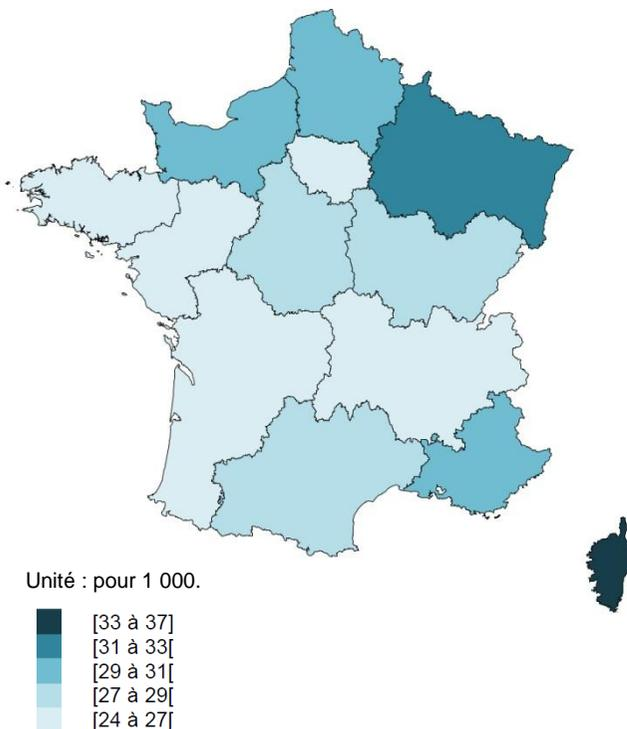 Unité : pour 1 000.
[33 à 37]
[31 à 33[
[29 à 31[
[27 à 29[
[24 à 27[